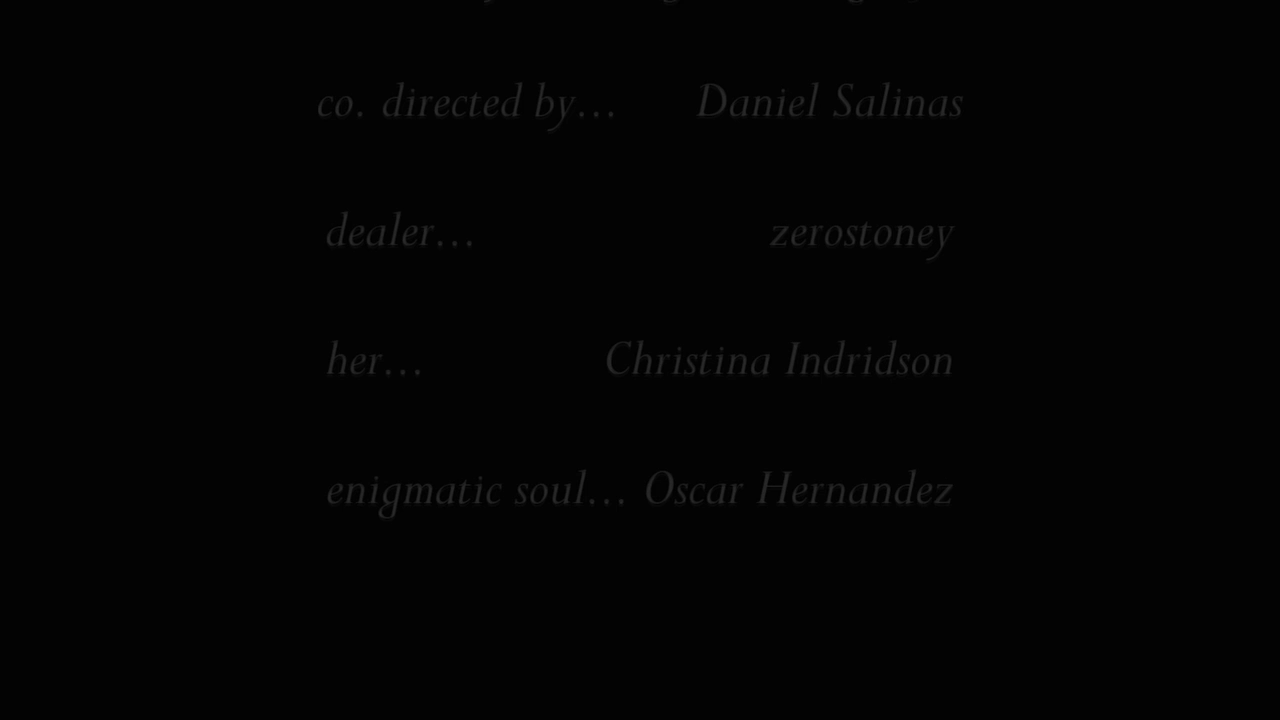 co. directed by... Daniel Salinas
dealer... zerostoney
her... Christina Indridson
enigmatic soul... Oscar Hernandez